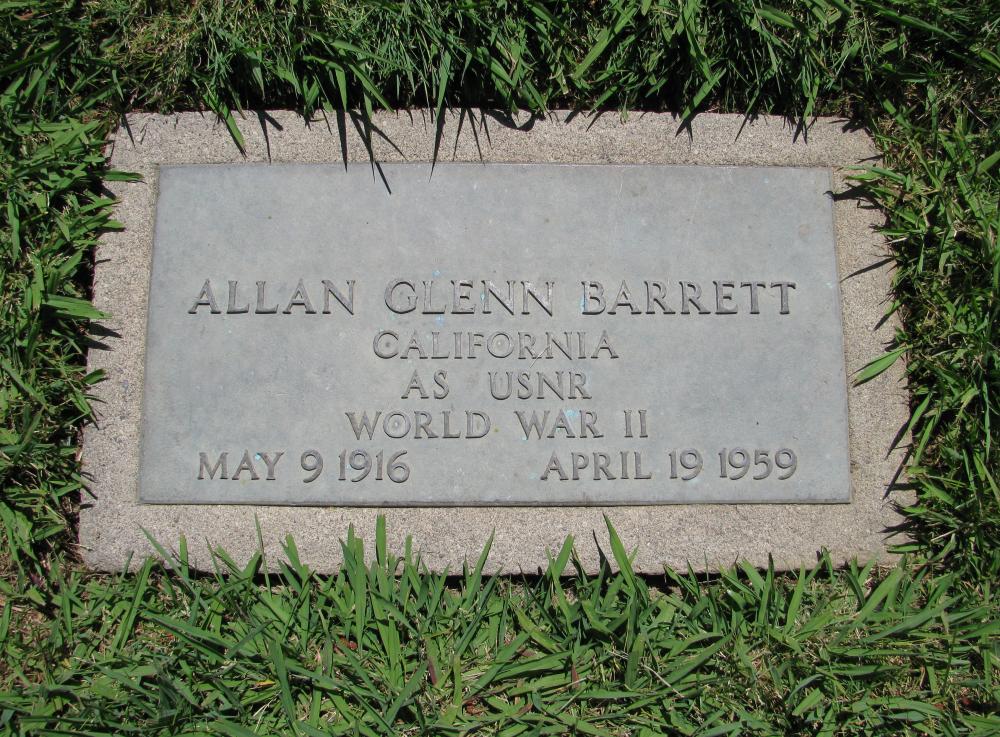 ALLAN GLENN BARRETT
CALIFORNIA
AS USNR
WORLD WAR II
MAY 9 1916 APRIL 19 1959